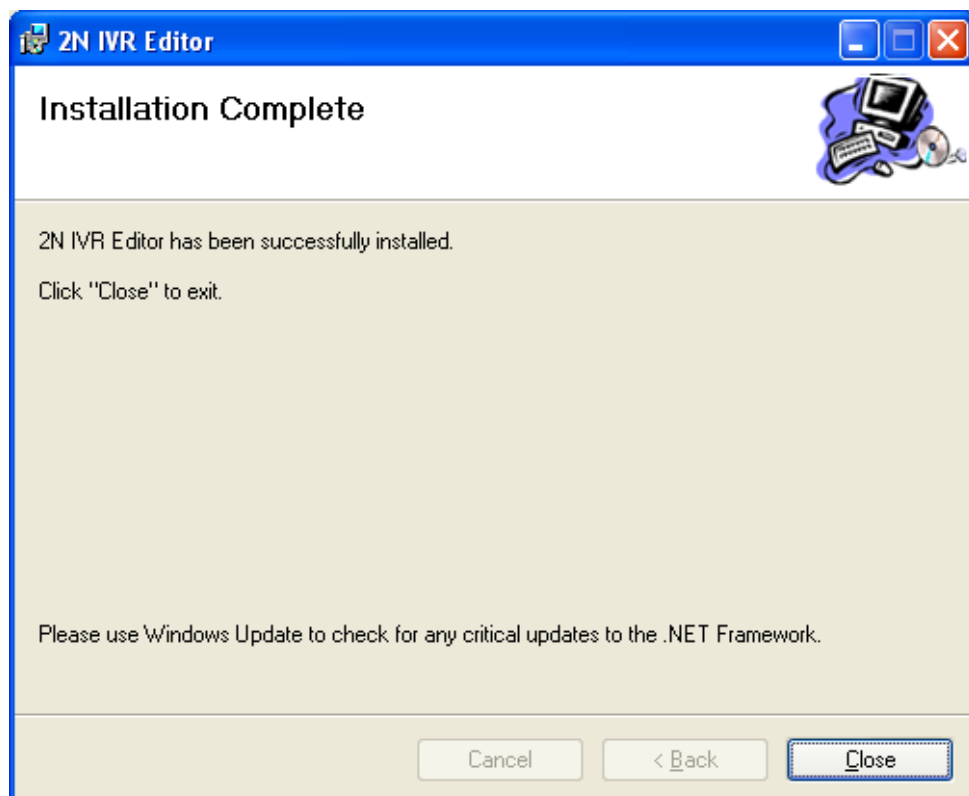 2N IVR Editor
Installation Complete
2N IVR Editor has been successfully installed.
Click "Close" to exit.
Please use Windows Update to check for any critical updates to the .NET Framework.
Cancel
< Back
Close